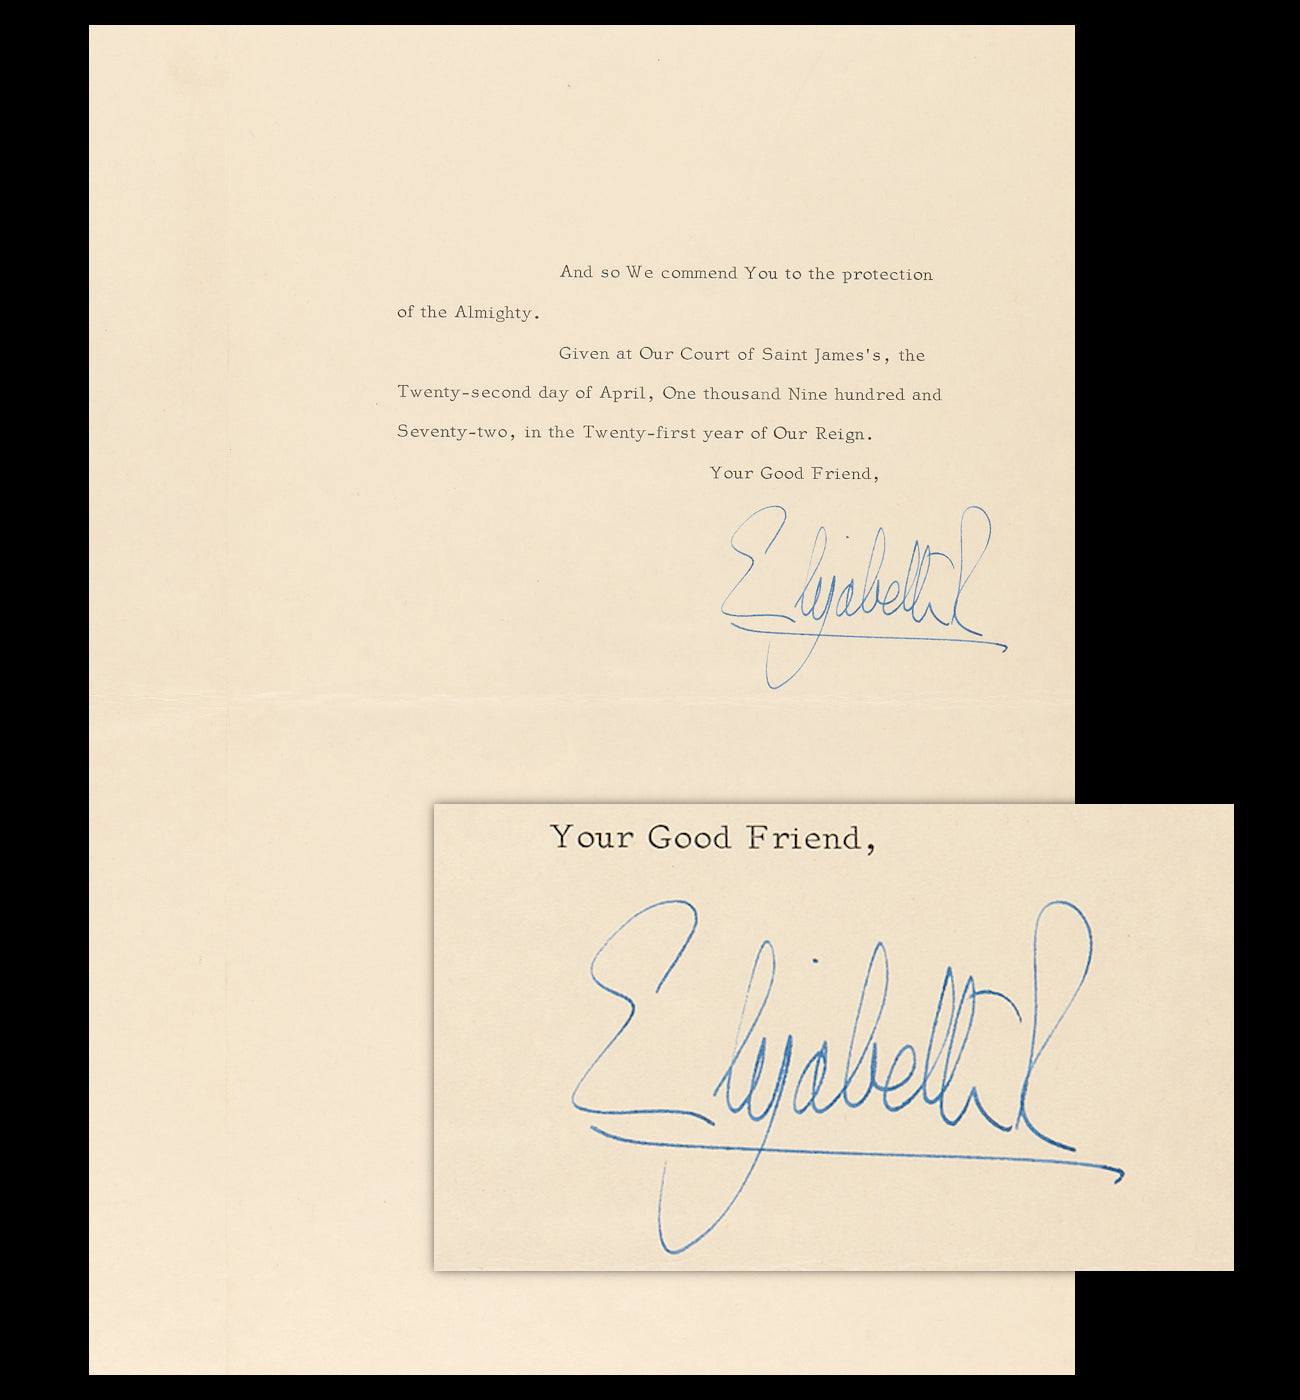 And so We commend You to the protection
of the Almighty.
Given at Our Court of Saint James's, the
Twenty-second day of April, One thousand Nine hundred and
Seventy-two, in the Twenty-first year of Our Reign.
Your Good Friend,
Elizabeth R
Your Good Friend,
Elizabeth R